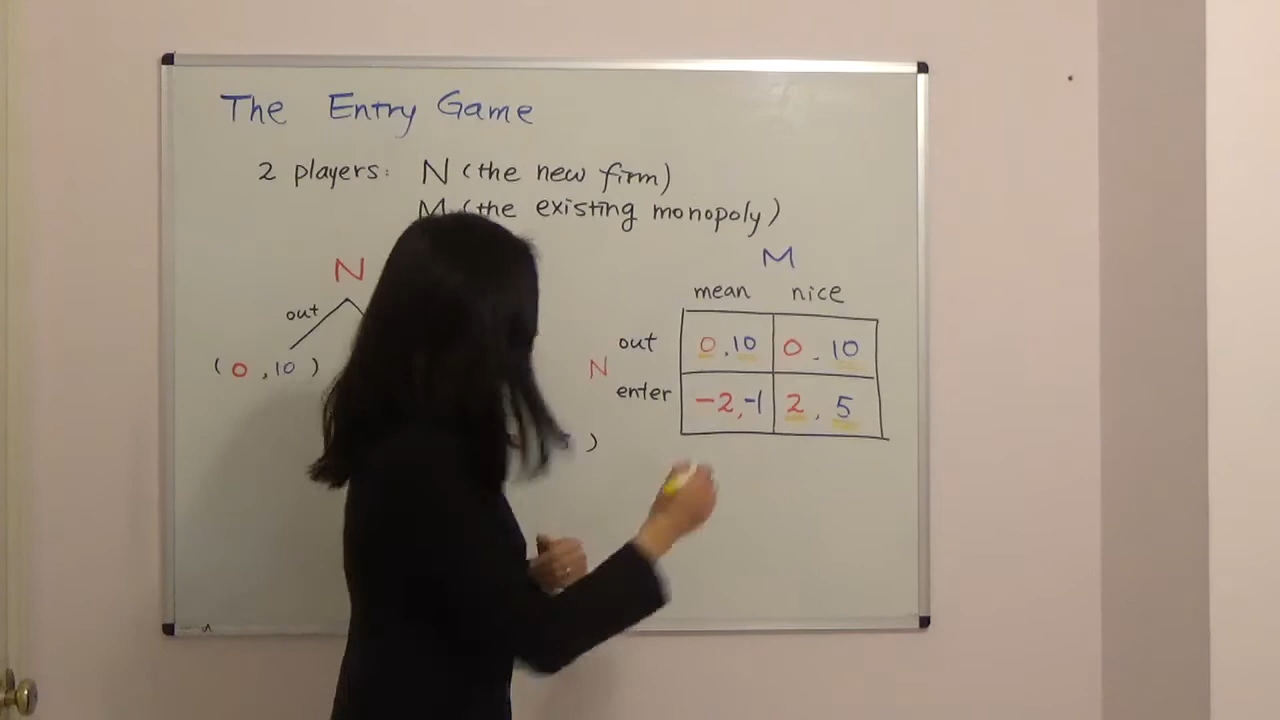 The Entry Game
2 players: N (the new firm)
M (the existing monopoly)
N
out
(0, 10)
)
M
mean nice
N
out 0, 10 0, 10
enter -2, -1 2, 5